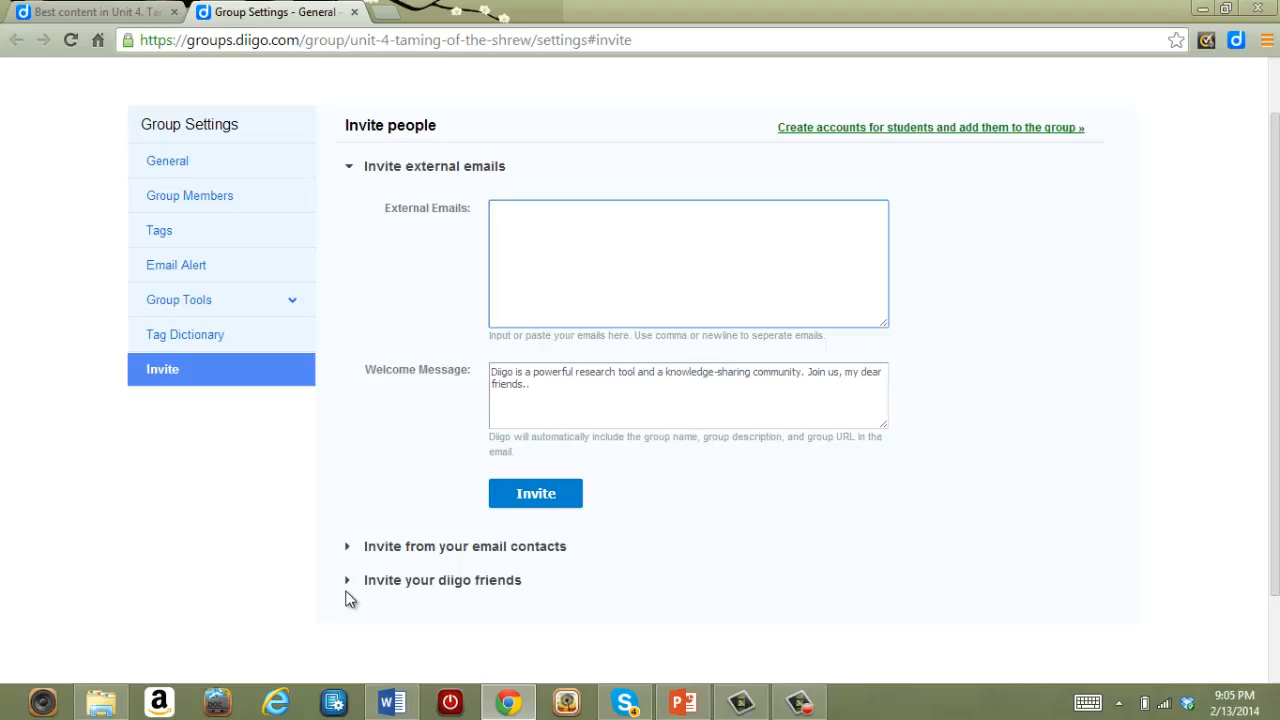 Best content in Unit 4. Tam
Group Settings - General -
https://groups.diigo.com/group/unit-4-taming-of-the-shrew/settings#invite
Group Settings
General
Group Members
Tags
Email Alert
Group Tools
Tag Dictionary
Invite
Invite people
Create accounts for students and add them to the group »
Invite external emails
External Emails:
Input or paste your emails here. Use comma or newline to seperate emails.
Welcome Message:
Diigo is a powerful research tool and a knowledge-sharing community. Join us, my dear
friends..
Diigo will automatically include the group name, group description, and group URL in the
email.
Invite
Invite from your email contacts
Invite your diigo friends
DOC
4
9:05 PM
2/13/2014